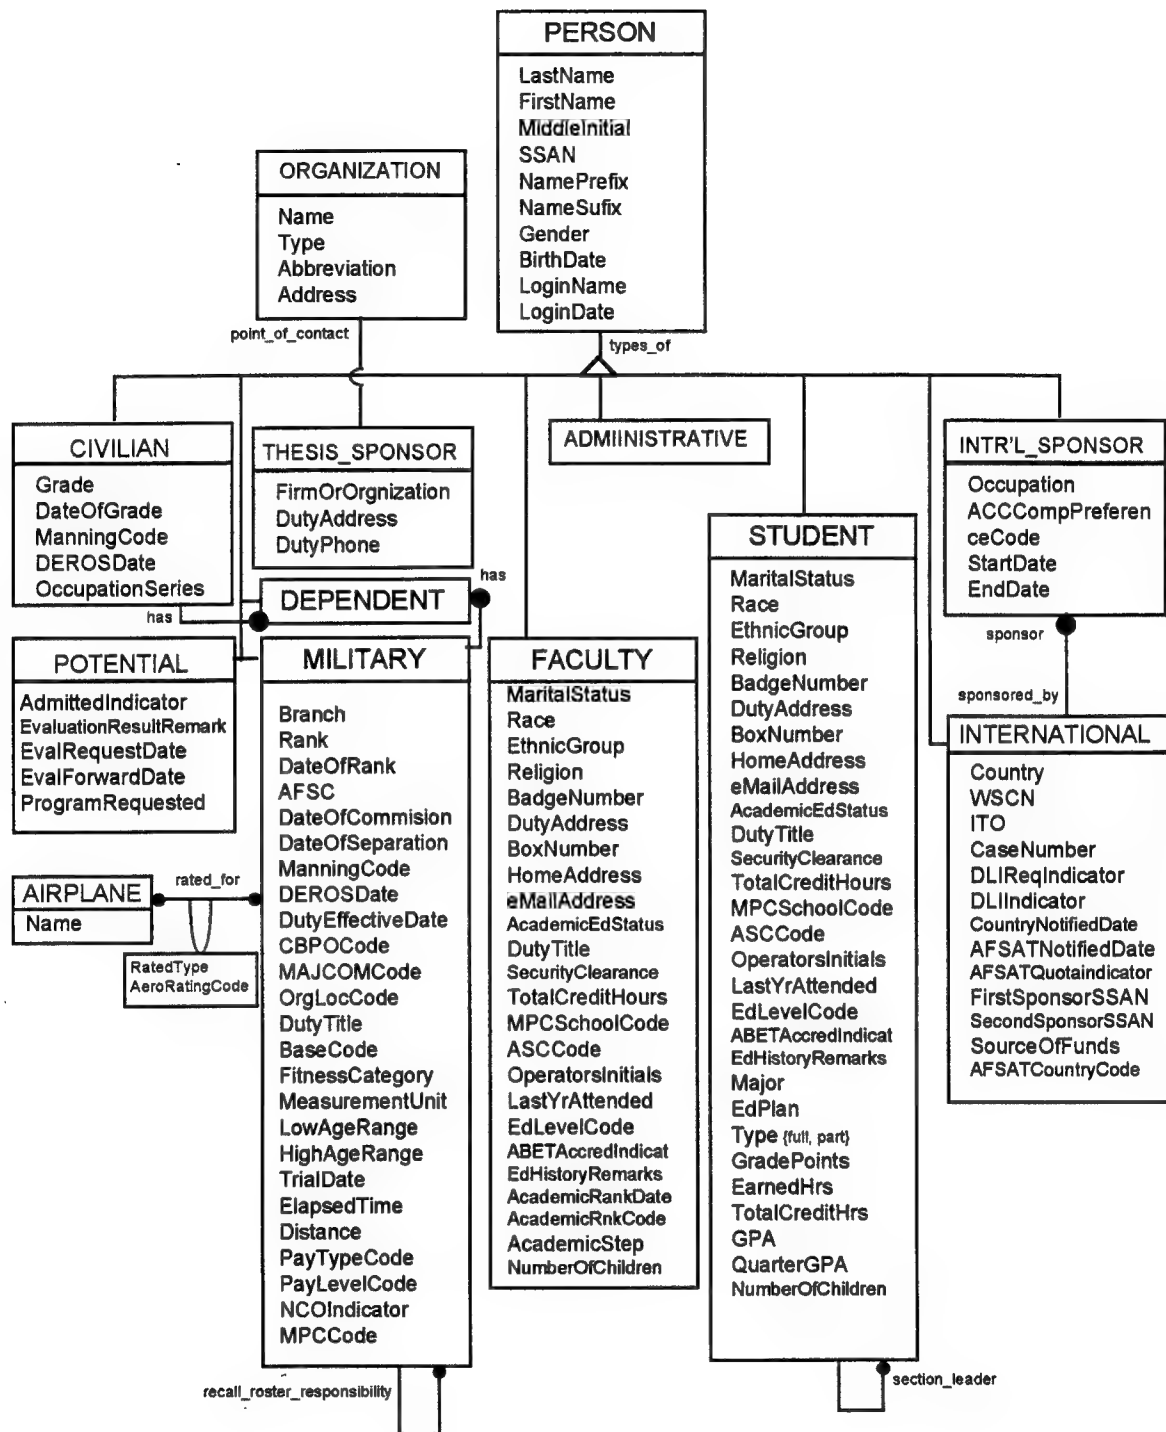 PERSON
LastName
FirstName
MiddleInitial
SSAN
NamePrefix
NameSufix
Gender
BirthDate
LoginName
LoginDate
ORGANIZATION
Name
Type
Abbreviation
Address
point_of_contact
types_of
CIVILIAN
Grade
DateOfGrade
ManningCode
DEROSDate
OccupationSeries
has
THESIS_SPONSOR
FirmOrOrgnization
DutyAddress
DutyPhone
ADMIINISTRATIVE
INTR'L_SPONSOR
Occupation
ACCCompPreferen
ceCode
StartDate
EndDate
sponsor
sponsored_by
DEPENDENT
has
POTENTIAL
AdmittedIndicator
EvaluationResultRemark
EvalRequestDate
EvalForwardDate
ProgramRequested
AIRPLANE
Name
rated_for
RatedType
AeroRatingCode
MILITARY
Branch
Rank
DateOfRank
AFSC
DateOfCommision
DateOfSeparation
ManningCode
DEROSDate
DutyEffectiveDate
CBPOCode
MAJCOMCode
OrgLocCode
DutyTitle
BaseCode
FitnessCategory
MeasurementUnit
LowAgeRange
HighAgeRange
TrialDate
ElapsedTime
Distance
PayTypeCode
PayLevelCode
NCOIndicator
MPCCode
recall_roster_responsibility
FACULTY
MaritalStatus
Race
EthnicGroup
Religion
BadgeNumber
DutyAddress
BoxNumber
HomeAddress
eMailAddress
AcademicEdStatus
DutyTitle
SecurityClearance
TotalCreditHours
MPCSchoolCode
ASCCode
OperatorsInitials
LastYrAttended
EdLevelCode
ABETAccredIndicat
EdHistoryRemarks
AcademicRankDate
AcademicRnkCode
AcademicStep
NumberOfChildren
STUDENT
MaritalStatus
Race
EthnicGroup
Religion
BadgeNumber
DutyAddress
BoxNumber
HomeAddress
eMailAddress
AcademicEdStatus
DutyTitle
SecurityClearance
TotalCreditHours
MPCSchoolCode
ASCCode
OperatorsInitials
LastYrAttended
EdLevelCode
ABETAccredIndicat
EdHistoryRemarks
Major
EdPlan
Type {full, part}
GradePoints
EarnedHrs
TotalCreditHrs
GPA
QuarterGPA
NumberOfChildren
section_leader
INTERNATIONAL
Country
WSCN
ITO
CaseNumber
DLIReqIndicator
DLIIndicator
CountryNotifiedDate
AFSATNotifiedDate
AFSATQuotaindicator
FirstSponsorSSAN
SecondSponsorSSAN
SourceOfFunds
AFSATCountryCode